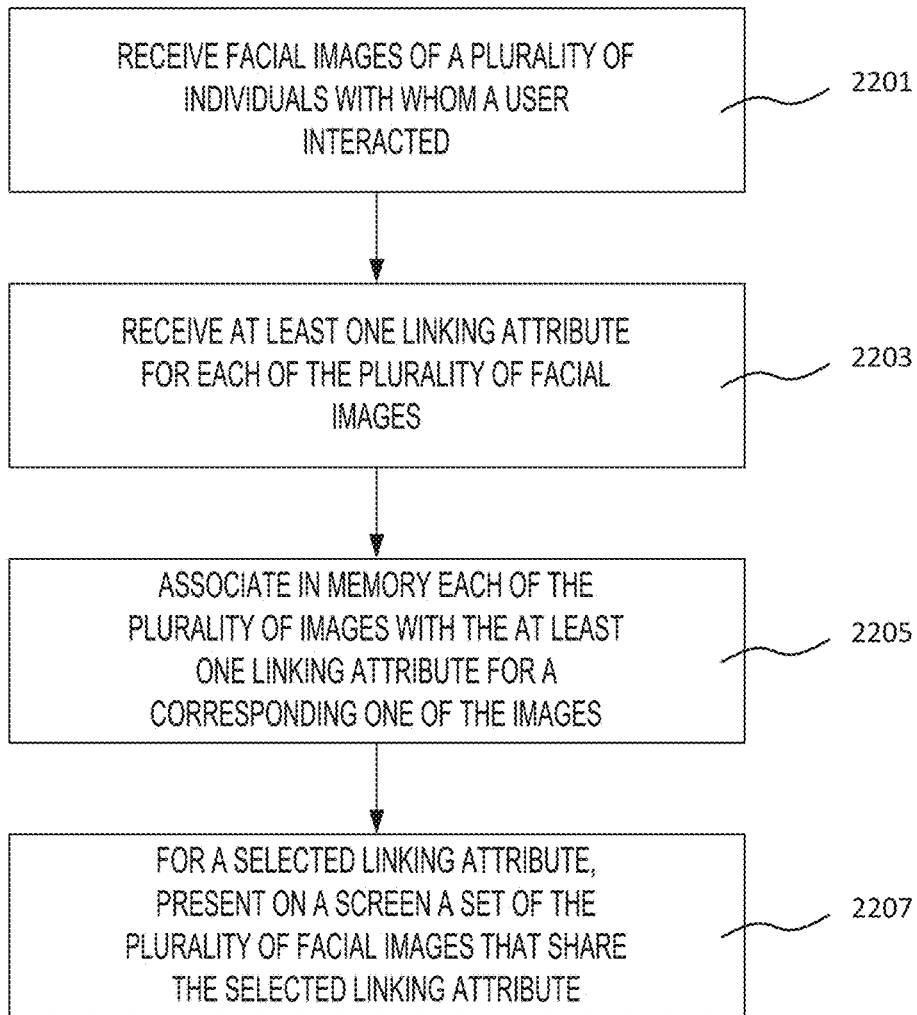 RECEIVE FACIAL IMAGES OF A PLURALITY OF
INDIVIDUALS WITH WHOM A USER
INTERACTED
2201
RECEIVE AT LEAST ONE LINKING ATTRIBUTE
FOR EACH OF THE PLURALITY OF FACIAL
IMAGES
2203
ASSOCIATE IN MEMORY EACH OF THE
PLURALITY OF IMAGES WITH THE AT LEAST
ONE LINKING ATTRIBUTE FOR A
CORRESPONDING ONE OF THE IMAGES
2205
FOR A SELECTED LINKING ATTRIBUTE,
PRESENT ON A SCREEN A SET OF THE
PLURALITY OF FACIAL IMAGES THAT SHARE
THE SELECTED LINKING ATTRIBUTE
2207